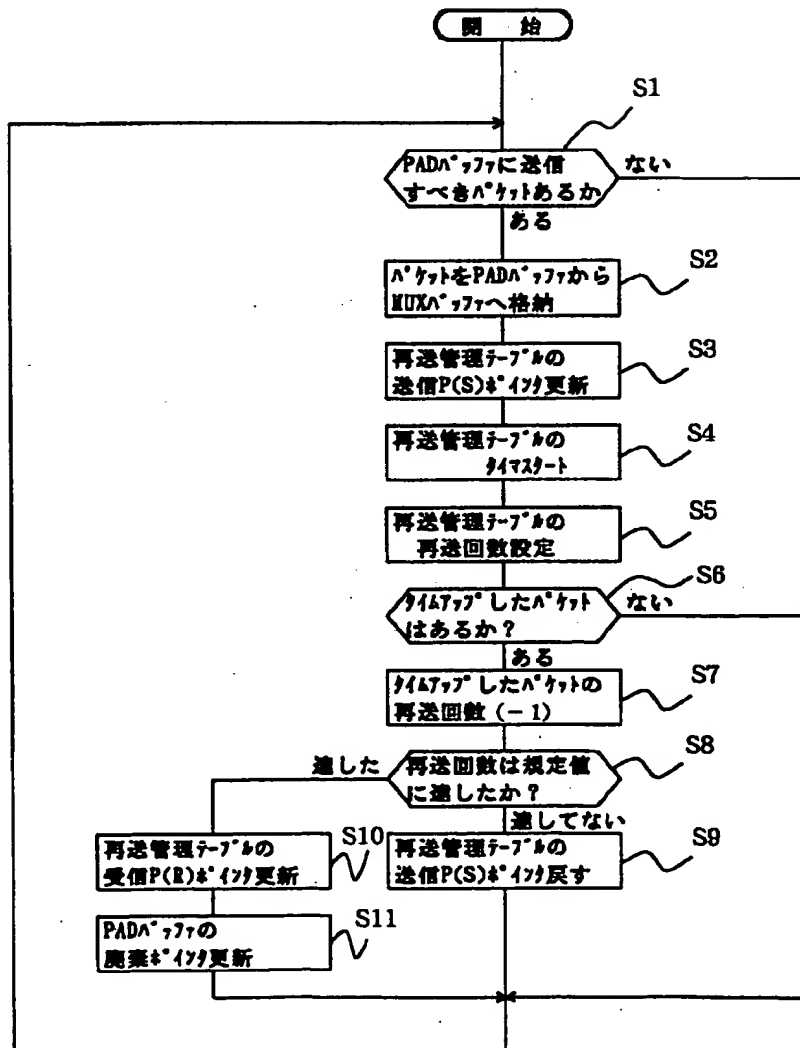 開 始
S1
PADバッファに送信
すべきパケットあるか
ない
ある
S2
パケットをPADバッファから
MUXバッファへ格納
S3
再送管理テーブルの
送信P(S)ポインタ更新
S4
再送管理テーブルの
タイマスタート
S5
再送管理テーブルの
再送回数設定
S6
タイムアップしたパケット
はあるか?
ない
ある
S7
タイムアップしたパケットの
再送回数(-1)
S8
再送回数は規定値
に達したか?
達した
達してない
S9
再送管理テーブルの
送信P(S)ポインタ戻す
S10
再送管理テーブルの
受信P(R)ポインタ更新
S11
PADバッファの
廃棄ポインタ更新